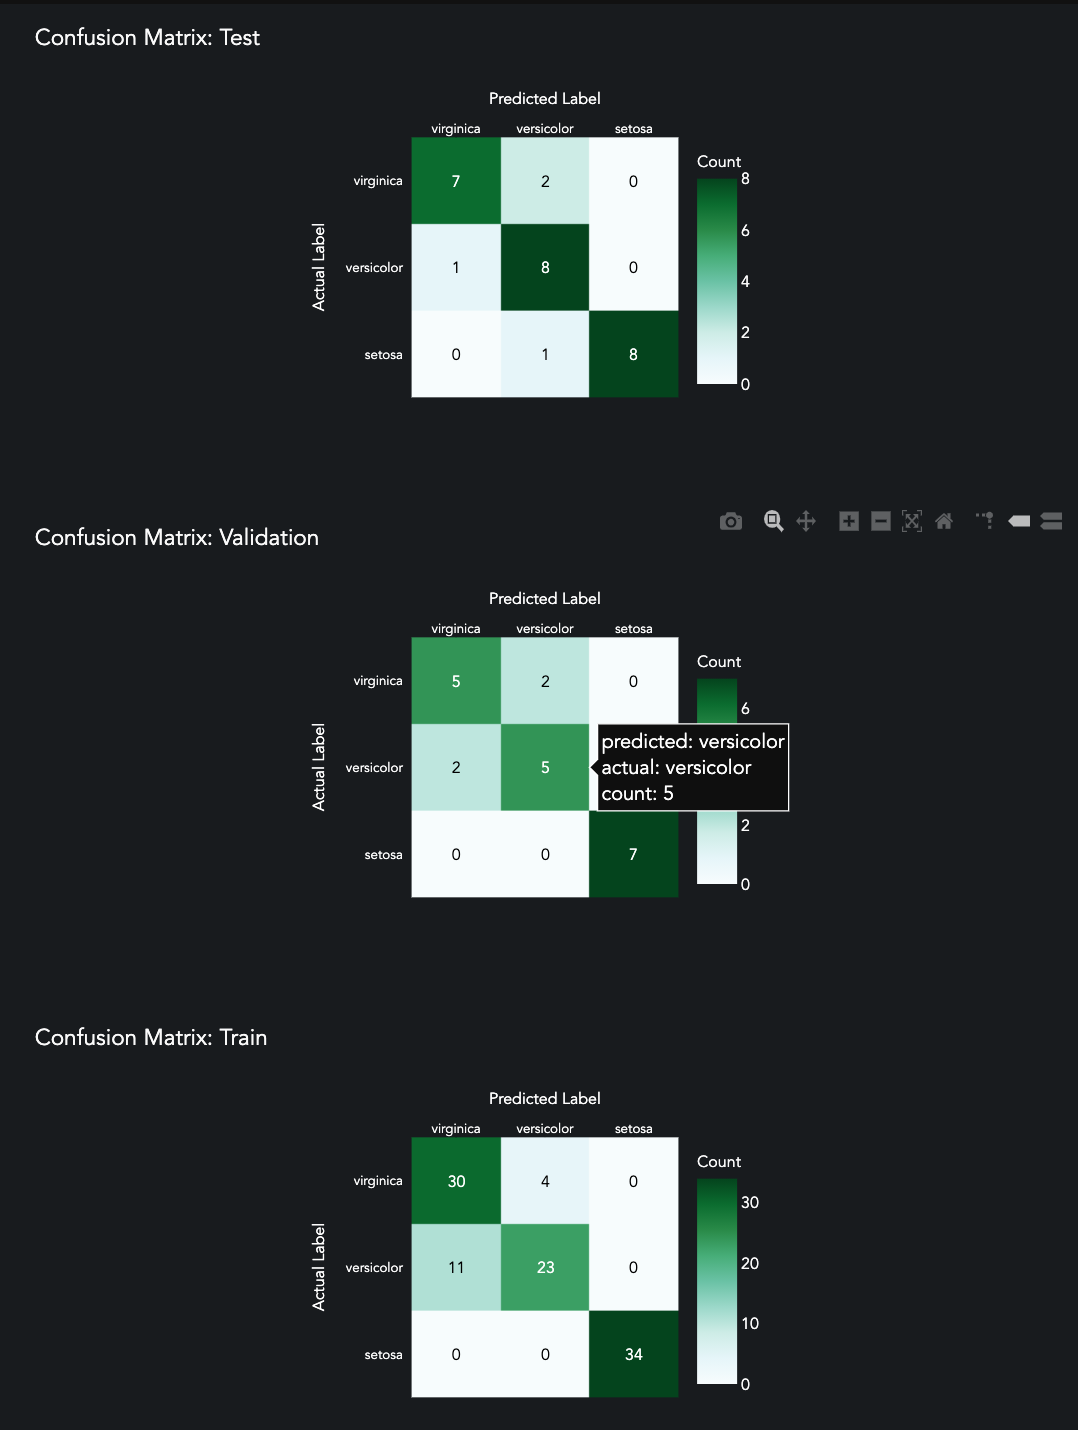 Confusion Matrix: Test
Predicted Label
virginica versicolor setosa
Count
virginica 7 2 0
8
6
Actual Label
versicolor 1 8 0
4
2
setosa 0 1 8
0
Confusion Matrix: Validation
Predicted Label
virginica versicolor setosa
Count
virginica 5 2 0
6
Actual Label
versicolor 2 5
predicted: versicolor
actual: versicolor
count: 5
2
setosa 0 0 7
0
Confusion Matrix: Train
Predicted Label
virginica versicolor setosa
Count
virginica 30 4 0
30
Actual Label
versicolor 11 23 0
20
10
setosa 0 0 34
0